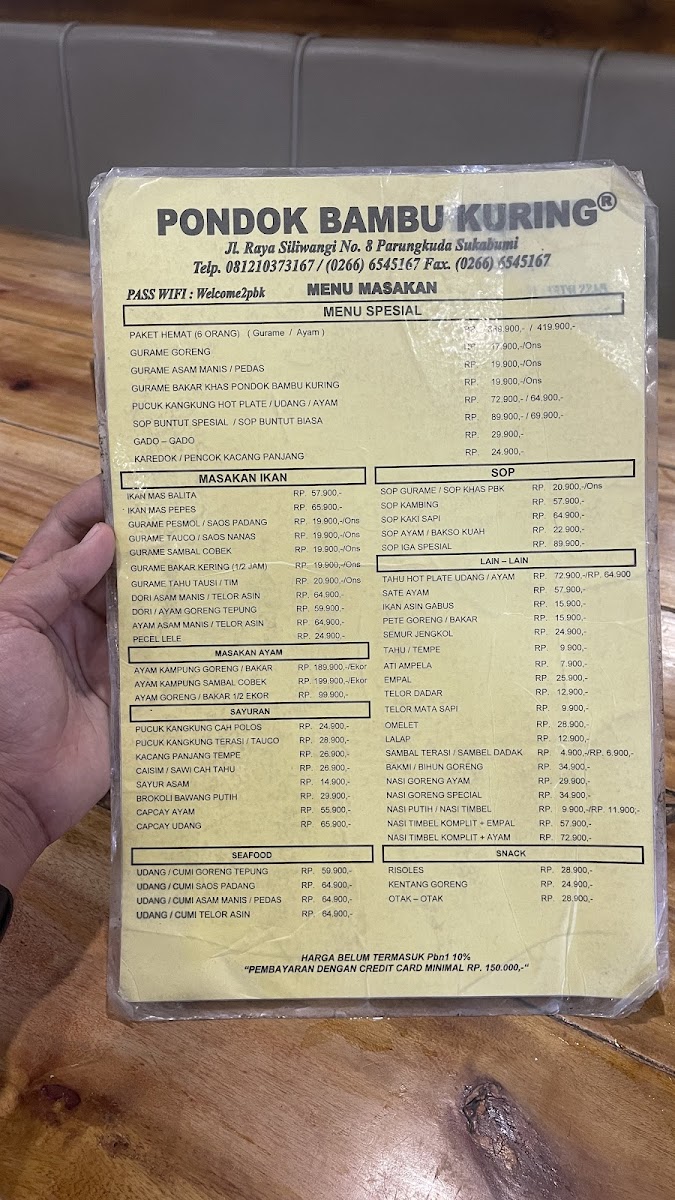 PONDOK BAMBU KURING®
Jl. Raya Siliwangi No. 8 Parungkuda Sukabumi
Telp. 081210373167 / (0266) 6545167 Fax. (0266) 6545167
PASS WIFI : Welcome2pbk MENU MASAKAN
MENU SPESIAL
PAKET HEMAT (6 ORANG) ( Gurame / Ayam ) / 419.900,-
GURAME GORENG
GURAME ASAM MANIS / PEDAS RP. 19.900,-/Ons
GURAME BAKAR KHAS PONDOK BAMBU KURING RP. 19.900,-/Ons
PUCUK KANGKUNG HOT PLATE / UDANG / AYAM RP. 72.900,- / 64.900,-
SOP BUNTUT SPESIAL / SOP BUNTUT BIASA RP. 89.900,- / 69.900,-
GADO – GADO RP. 29.900,-
KAREDOK / PENCOK KACANG PANJANG RP. 24.900,-
MASAKAN IKAN
IKAN MAS BALITA RP. 57.900,-
IKAN MAS PEPES RP. 65.900,-
GURAME PESMOL / SAOS PADANG RP. 19.900,-/Ons
GURAME TAUCO / SAOS NANAS RP. 19.900,-/Ons
GURAME SAMBAL COBEK RP. 19.900,-/Ons
GURAME BAKAR KERING (1/2 JAM) RP. 19.900,-/Ons
GURAME TAHU TAUSI / TIM RP. 20.900,-/Ons
DORI ASAM MANIS / TELOR ASIN RP. 64.900,-
DORI / AYAM GORENG TEPUNG RP. 59.900,-
AYAM ASAM MANIS / TELOR ASIN RP. 64.900,-
PECEL LELE RP. 24.900,-
MASAKAN AYAM
AYAM KAMPUNG GORENG / BAKAR RP. 189.900,-/Ekor
AYAM KAMPUNG SAMBAL COBEK RP. 199.900,-/Ekor
AYAM GORENG / BAKAR 1/2 EKOR RP. 99.900,-
SAYURAN
PUCUK KANGKUNG CAH POLOS RP. 24.900,-
PUCUK KANGKUNG TERASI / TAUCO RP. 28.900,-
KACANG PANJANG TEMPE RP. 26.900,-
CAISIM / SAWI CAH TAHU RP. 26.900,-
SAYUR ASAM RP. 14.900,-
BROKOLI BAWANG PUTIH RP. 29.900,-
CAPCAY AYAM RP. 55.900,-
CAPCAY UDANG RP. 65.900,-
SEAFOOD
UDANG / CUMI GORENG TEPUNG RP. 59.900,-
UDANG / CUMI SAOS PADANG RP. 64.900,-
UDANG / CUMI ASAM MANIS / PEDAS RP. 64.900,-
UDANG / CUMI TELOR ASIN RP. 64.900,-
SOP
SOP GURAME / SOP KHAS PBK RP. 20.900,-/Ons
SOP KAMBING RP. 57.900,-
SOP KAKI SAPI RP. 64.900,-
SOP AYAM / BAKSO KUAH RP. 22.900,-
SOP IGA SPESIAL RP. 89.900,-
LAIN – LAIN
TAHU HOT PLATE UDANG / AYAM RP. 72.900,-/RP. 64.900
SATE AYAM RP. 57.900,-
IKAN ASIN GABUS RP. 15.900,-
PETE GORENG / BAKAR RP. 15.900,-
SEMUR JENGKOL RP. 24.900,-
TAHU / TEMPE RP. 9.900,-
ATI AMPELA RP. 7.900,-
EMPAL RP. 25.900,-
TELOR DADAR RP. 12.900,-
TELOR MATA SAPI RP. 9.900,-
OMELET RP. 28.900,-
LALAP RP. 12.900,-
SAMBAL TERASI / SAMBEL DADAK RP. 4.900,-/RP. 6.900,-
BAKMI / BIHUN GORENG RP. 34.900,-
NASI GORENG AYAM RP. 29.900,-
NASI GORENG SPECIAL RP. 34.900,-
NASI PUTIH / NASI TIMBEL RP. 9.900,-/RP. 11.900,-
NASI TIMBEL KOMPLIT + EMPAL RP. 57.900,-
NASI TIMBEL KOMPLIT + AYAM RP. 72.900,-
SNACK
RISOLES RP. 28.900,-
KENTANG GORENG RP. 24.900,-
OTAK – OTAK RP. 28.900,-
HARGA BELUM TERMASUK Pbn1 10%
"PEMBAYARAN DENGAN CREDIT CARD MINIMAL RP. 150.000,-"